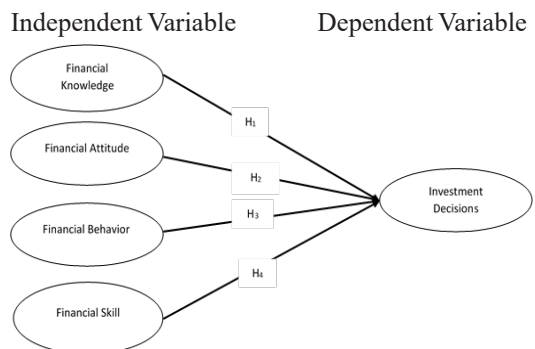 Independent Variable
Dependent Variable
Financial
Knowledge
H₁
Financial Attitude
H₂
Investment
Decisions
H₃
Financial Behavior
H₄
Financial Skill